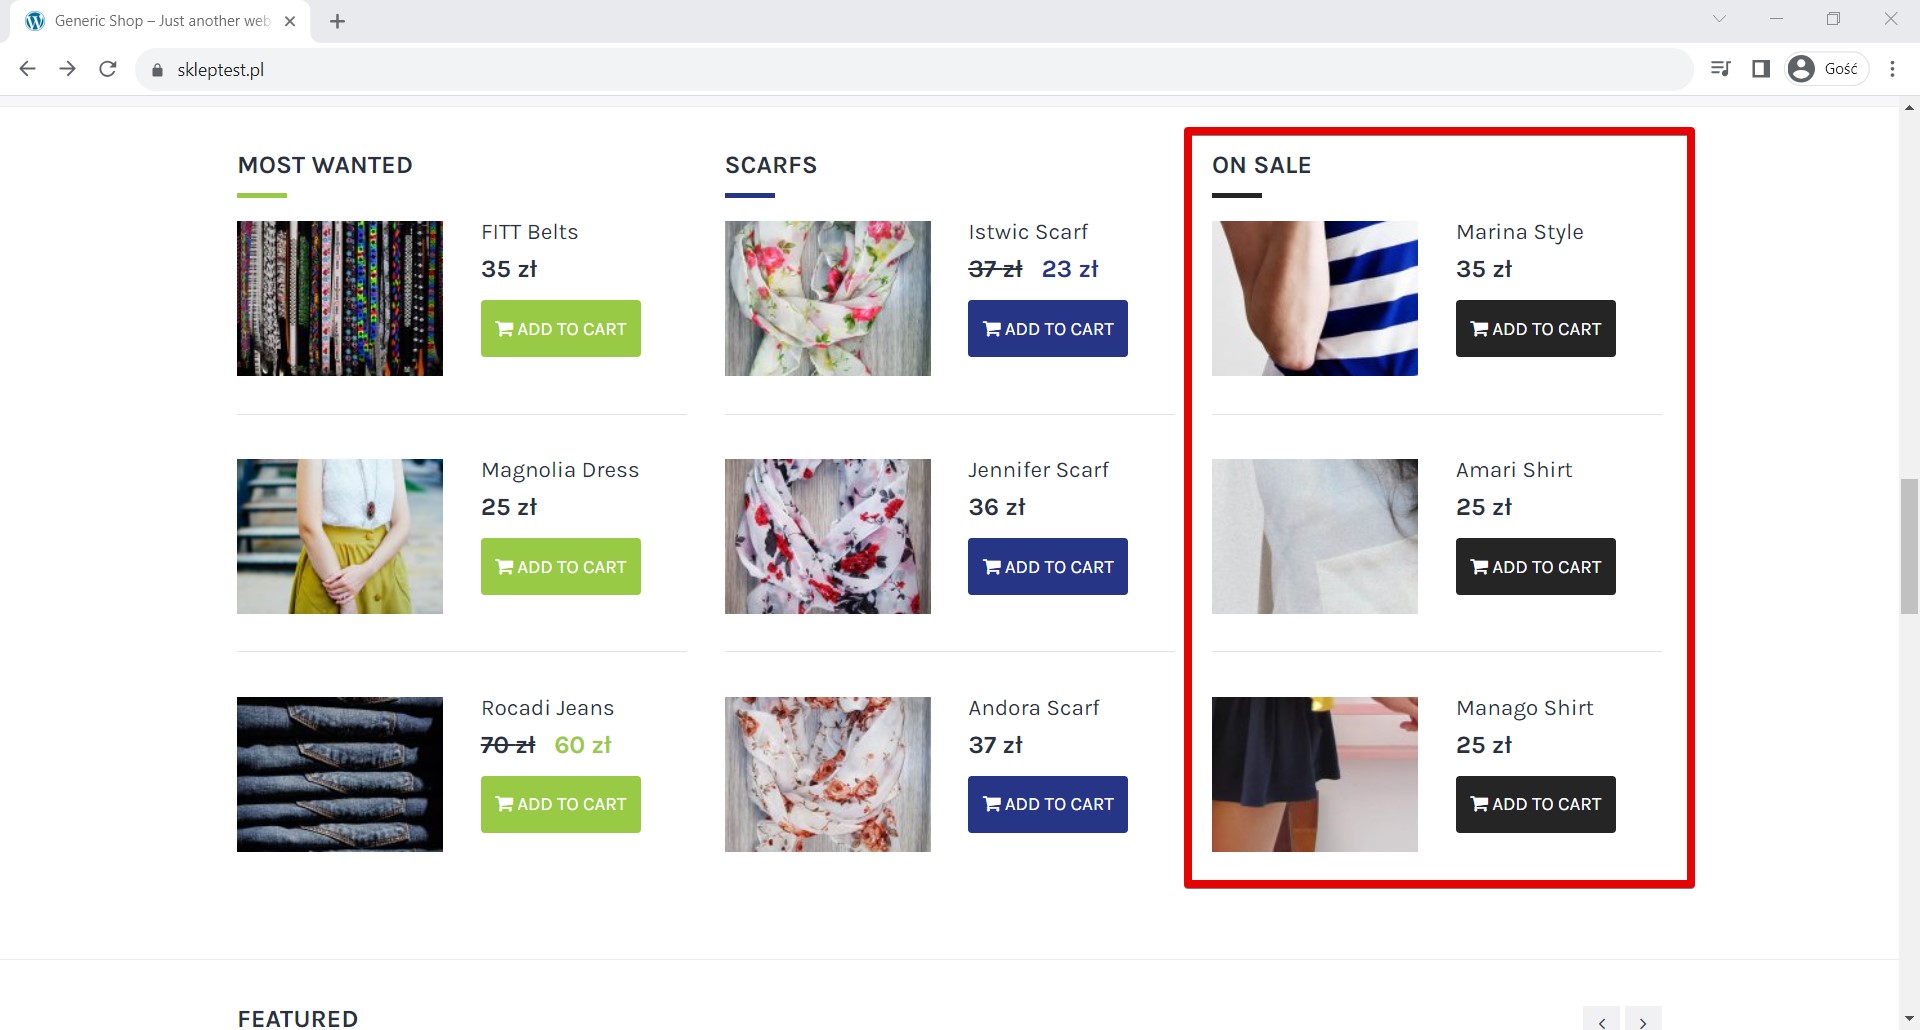 Generic Shop – Just another web
skleptest.pl
Gość
MOST WANTED
FITT Belts
35 zł
ADD TO CART
Magnolia Dress
25 zł
ADD TO CART
Rocadi Jeans
70 zł 60 zł
ADD TO CART
SCARFS
Istwic Scarf
37 zł 23 zł
ADD TO CART
Jennifer Scarf
36 zł
ADD TO CART
Andora Scarf
37 zł
ADD TO CART
ON SALE
Marina Style
35 zł
ADD TO CART
Amari Shirt
25 zł
ADD TO CART
Manago Shirt
25 zł
ADD TO CART
FEATURED